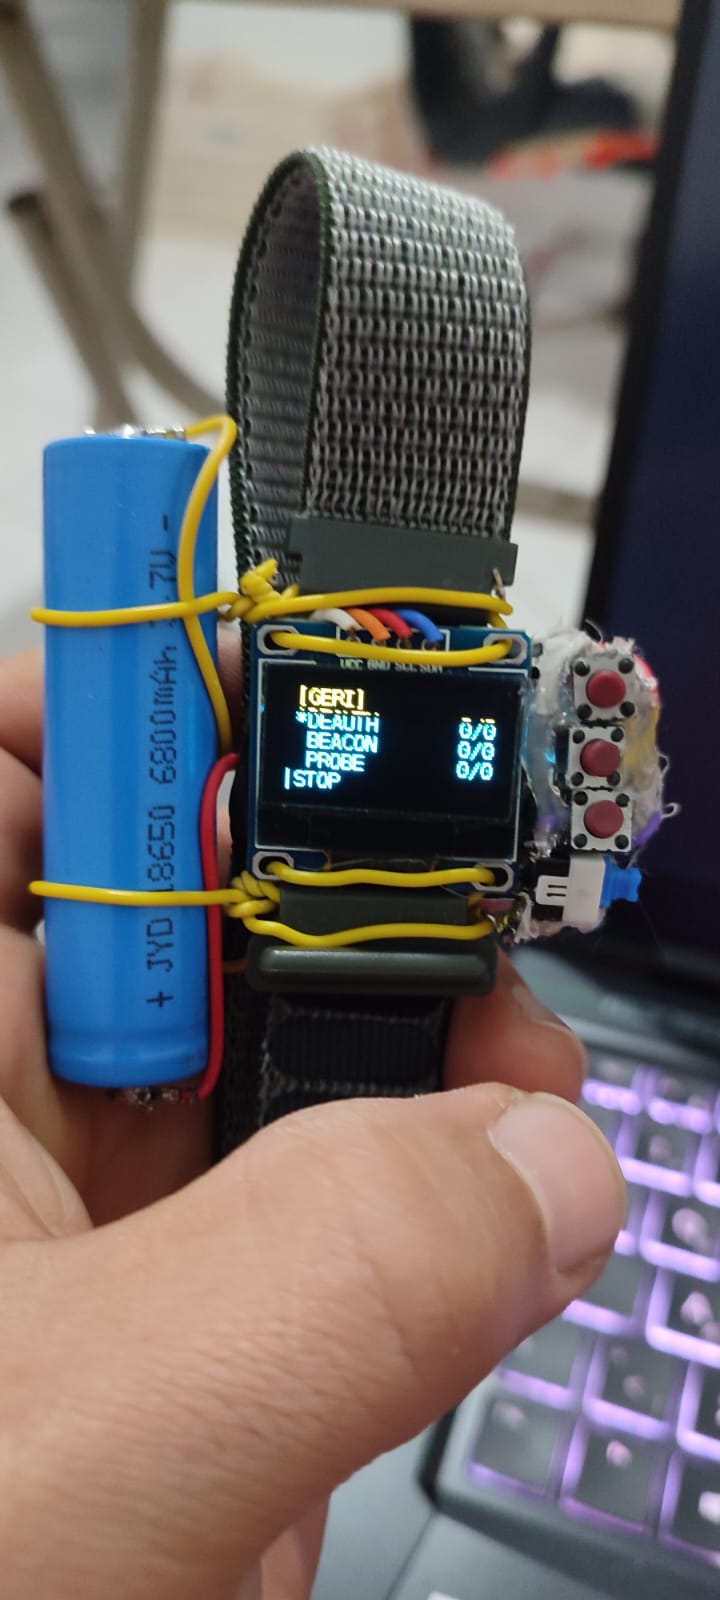 + JYD 18650 6800mAh 3.7V -
VCC GND SCL SDA
[GERI]
*DEAUTH 0/0
BEACON 0/0
PROBE 0/0
|STOP